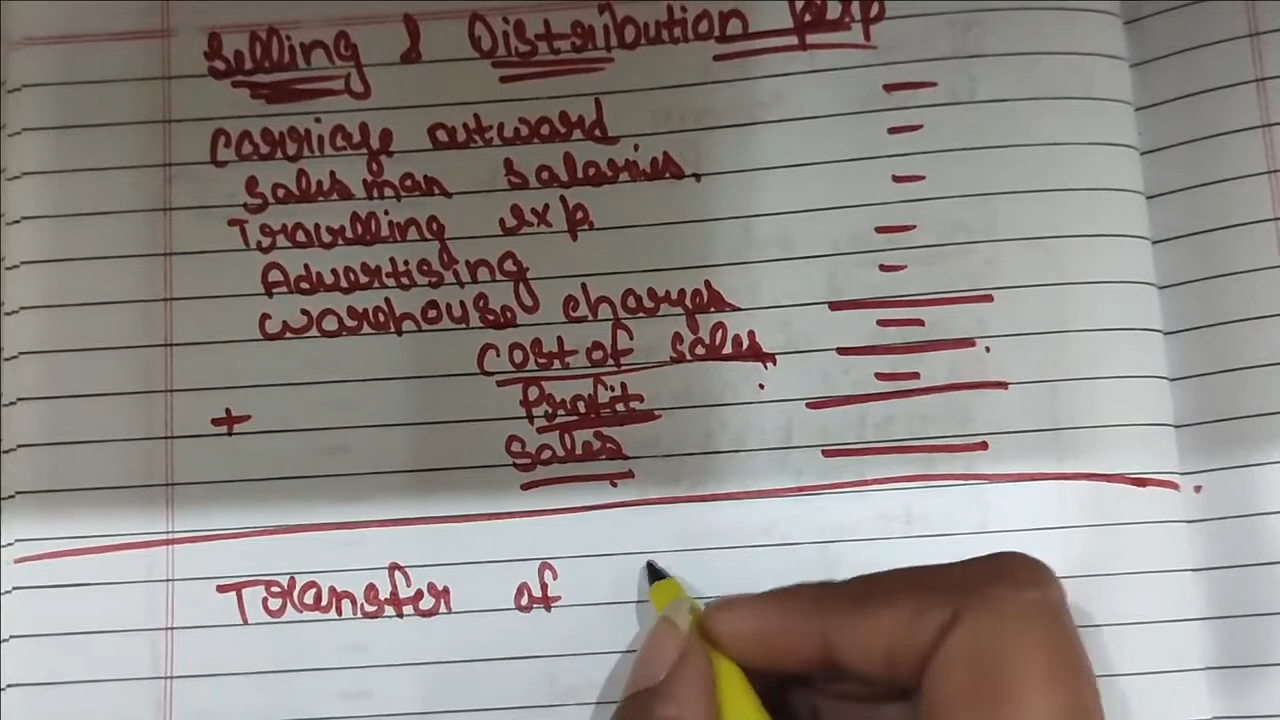 Selling & Distribution exp
Carriage outward
Salesman salaries.
Travelling exp.
Advertising
Warehouse charges
Cost of sales
+ Profit
Sales
Transfer of